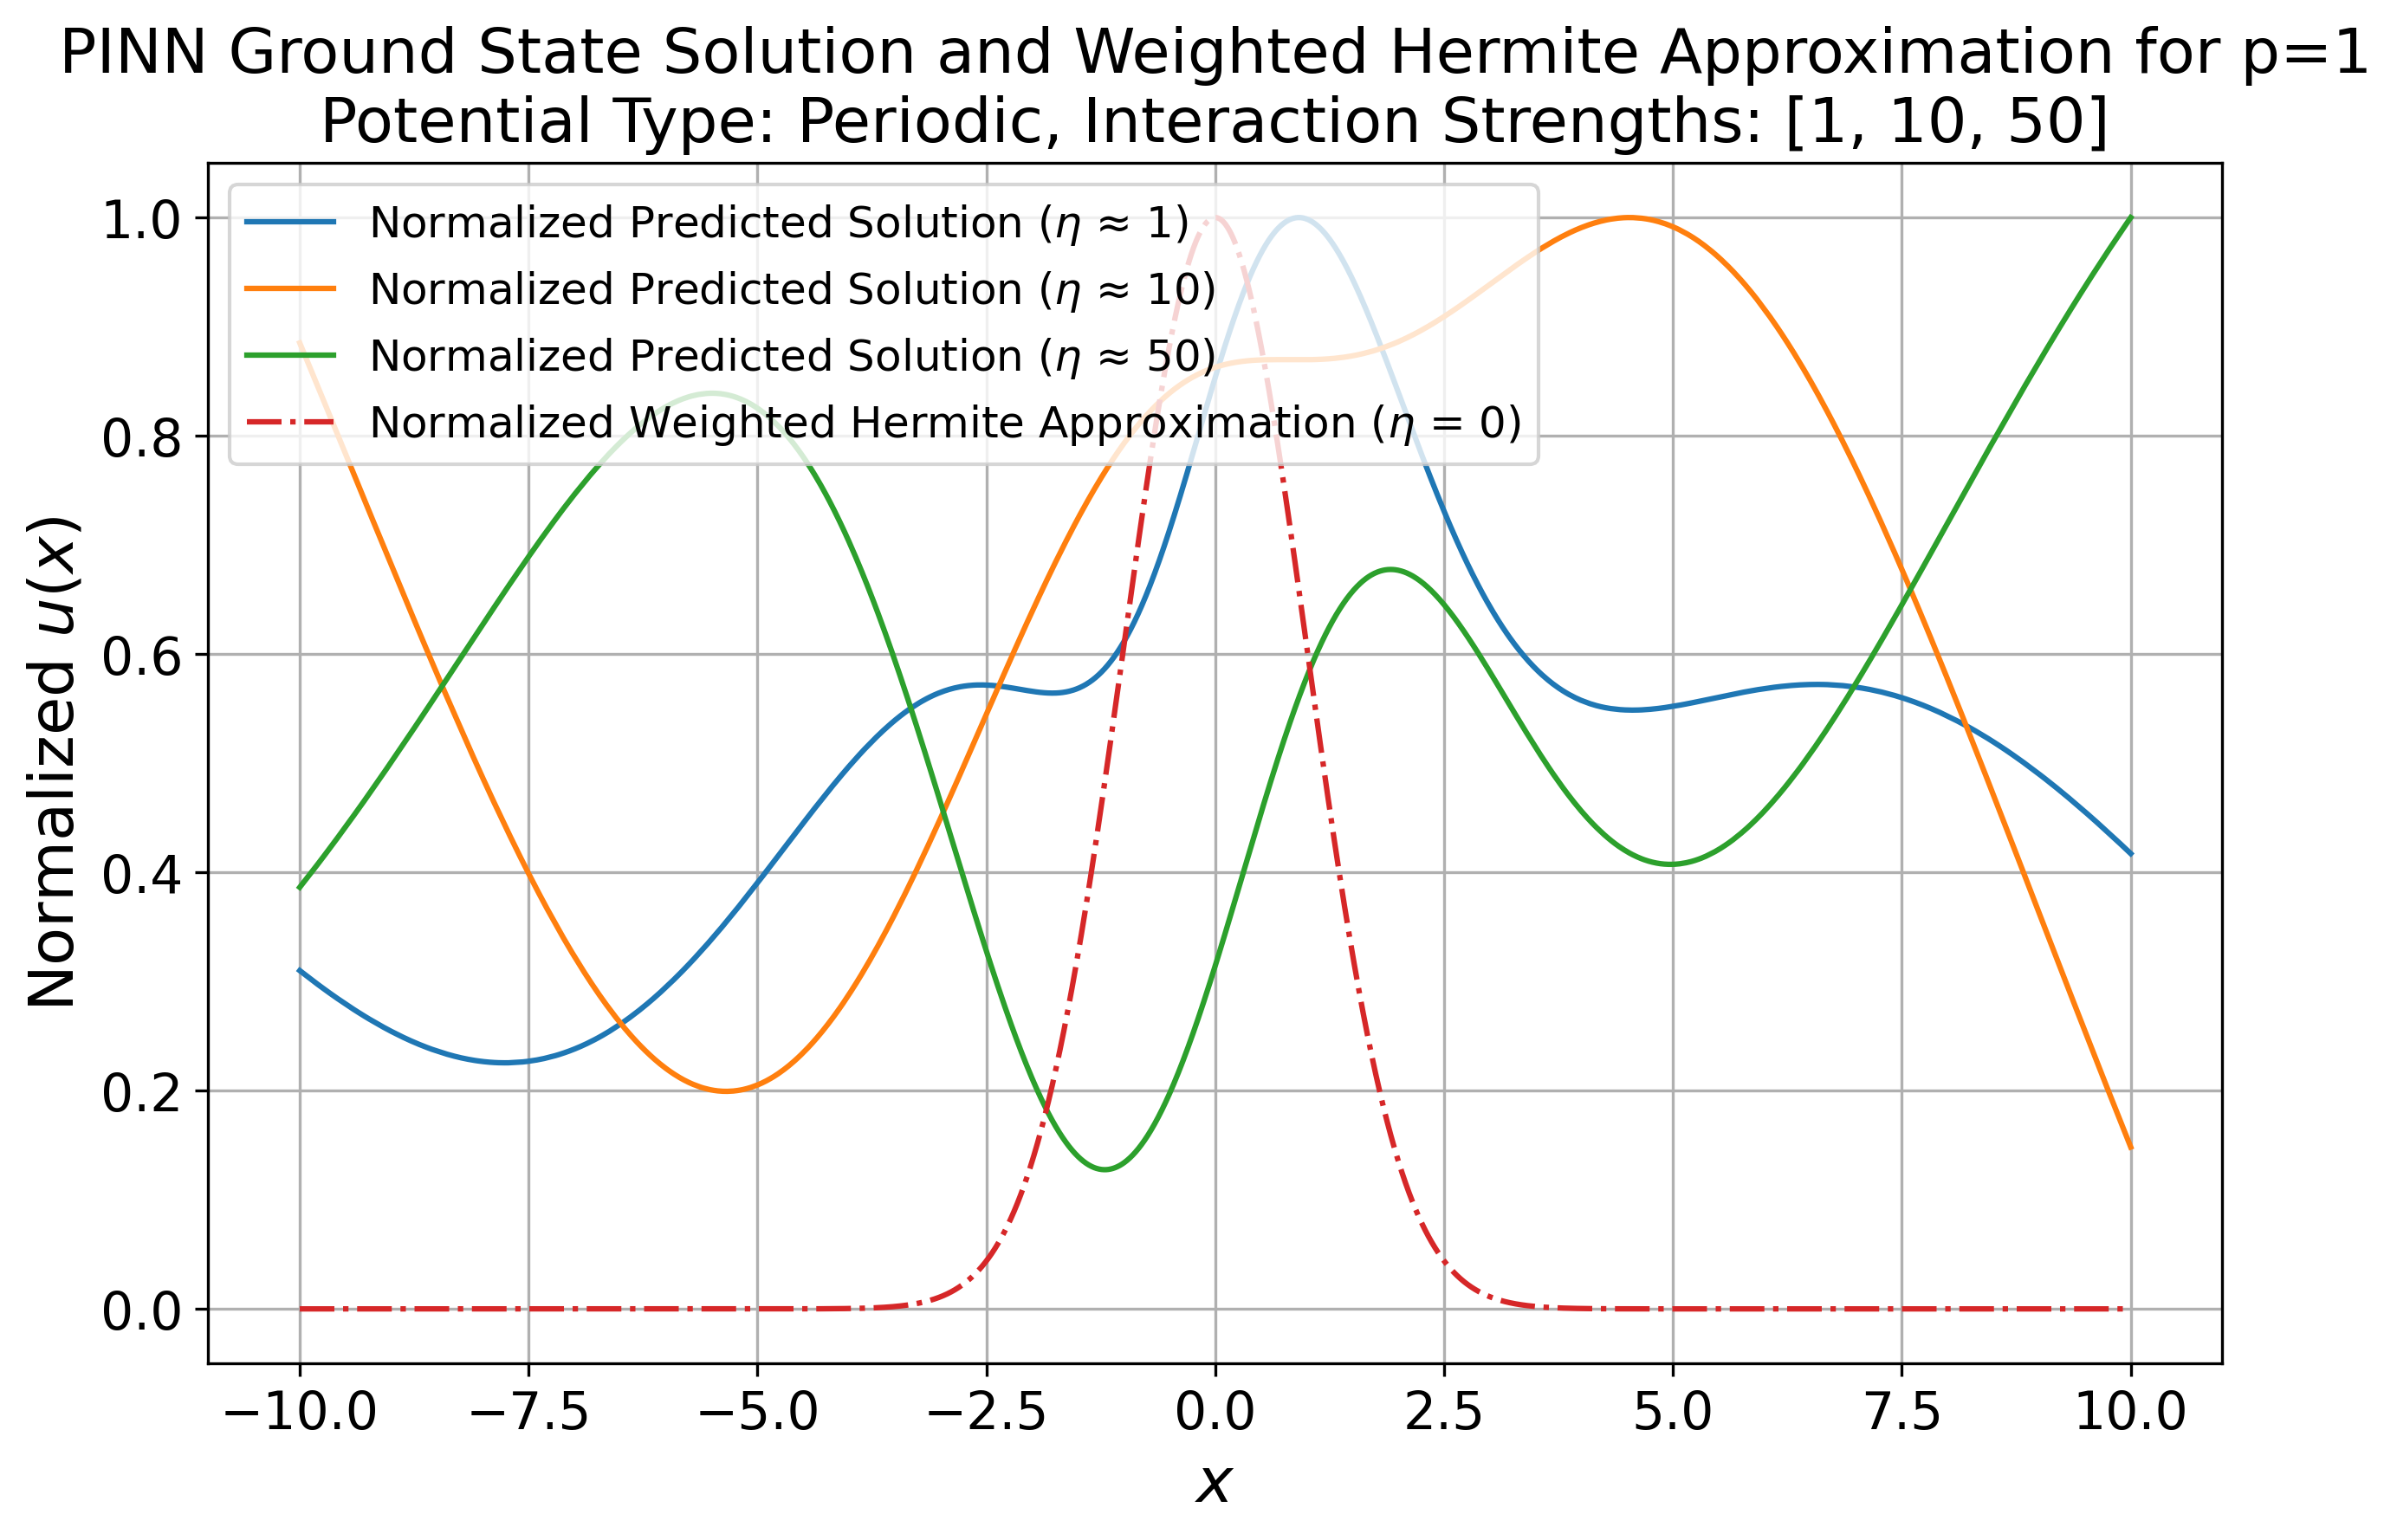 PINN Ground State Solution and Weighted Hermite Approximation for p=1
Potential Type: Periodic, Interaction Strengths: [1, 10, 50]
Normalized Predicted Solution (η ≈ 1)
Normalized Predicted Solution (η ≈ 10)
Normalized Predicted Solution (η ≈ 50)
Normalized Weighted Hermite Approximation (η = 0)
Normalized u(x)
1.0
0.8
0.6
0.4
0.2
0.0
−10.0 −7.5 −5.0 −2.5 0.0 2.5 5.0 7.5 10.0
x